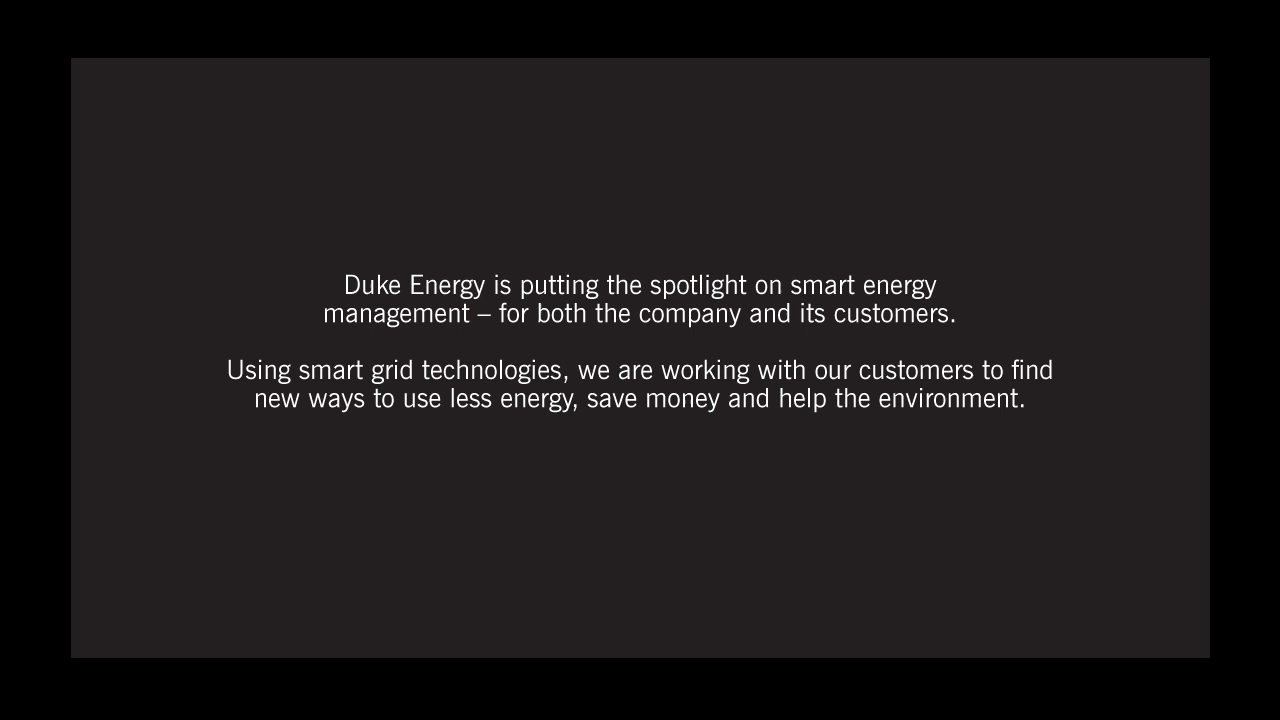 Duke Energy is putting the spotlight on smart energy
management – for both the company and its customers.
Using smart grid technologies, we are working with our customers to find
new ways to use less energy, save money and help the environment.